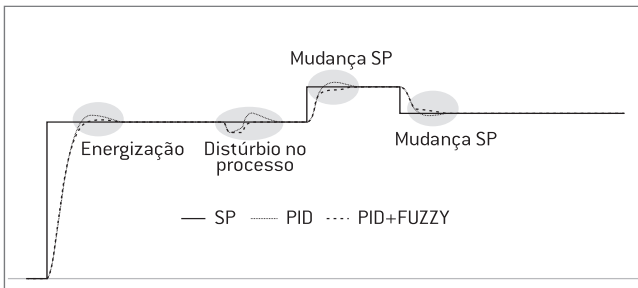 Mudança SP
Energização
Distúrbio no
processo
Mudança SP
SP
PID
PID+FUZZY